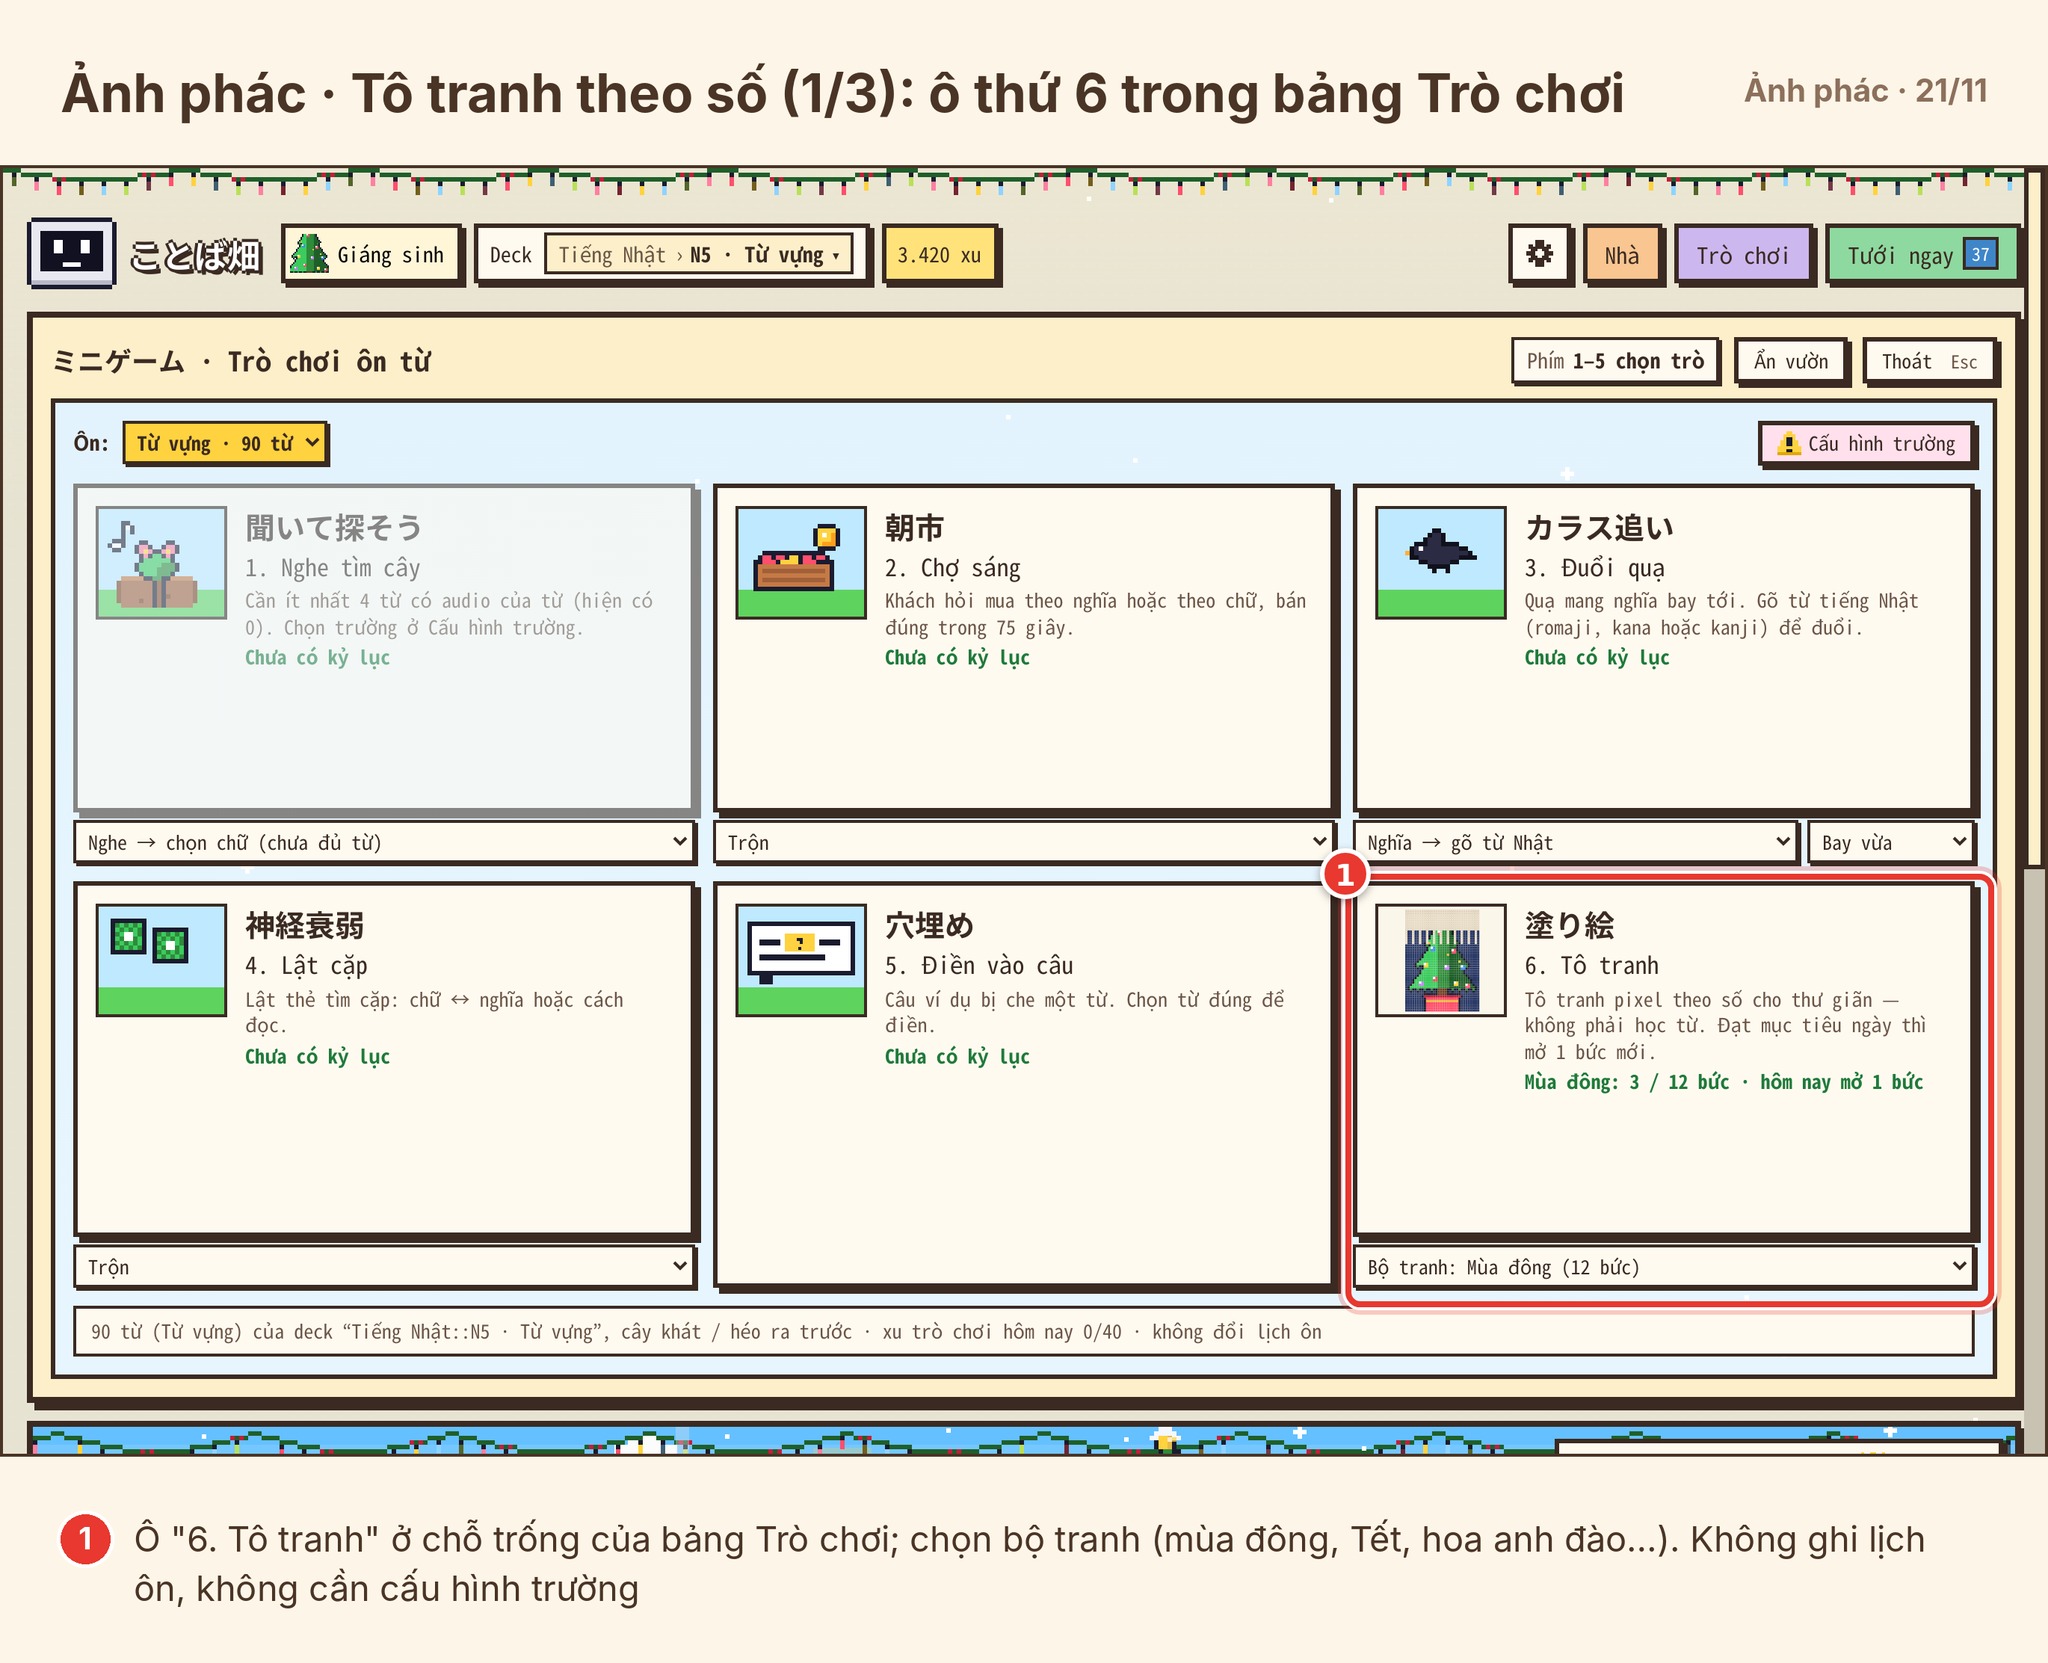 Ảnh phác · Tô tranh theo số (1/3): ô thứ 6 trong bảng Trò chơi
Ảnh phác · 21/11
ことば畑
Giáng sinh
Deck Tiếng Nhật › N5 · Từ vựng ▾
3.420 xu
Nhà
Trò chơi
Tưới ngay 37
ミニゲーム · Trò chơi ôn từ
Phím 1–5 chọn trò
Ẩn vườn
Thoát Esc
Ôn: Từ vựng · 90 từ
Cấu hình trường
聞いて探そう
1. Nghe tìm cây
Cần ít nhất 4 từ có audio của từ (hiện có
0). Chọn trường ở Cấu hình trường.
Chưa có kỷ lục
Nghe → chọn chữ (chưa đủ từ)
朝市
2. Chợ sáng
Khách hỏi mua theo nghĩa hoặc theo chữ, bán
đúng trong 75 giây.
Chưa có kỷ lục
Trộn
カラス追い
3. Đuổi quạ
Quạ mang nghĩa bay tới. Gõ từ tiếng Nhật
(romaji, kana hoặc kanji) để đuổi.
Chưa có kỷ lục
Nghĩa → gõ từ Nhật
Bay vừa
神経衰弱
4. Lật cặp
Lật thẻ tìm cặp: chữ ↔ nghĩa hoặc cách
đọc.
Chưa có kỷ lục
Trộn
穴埋め
5. Điền vào câu
Câu ví dụ bị che một từ. Chọn từ đúng để
điền.
Chưa có kỷ lục
1
塗り絵
6. Tô tranh
Tô tranh pixel theo số cho thư giãn —
không phải học từ. Đạt mục tiêu ngày thì
mở 1 bức mới.
Mùa đông: 3 / 12 bức · hôm nay mở 1 bức
Bộ tranh: Mùa đông (12 bức)
90 từ (Từ vựng) của deck “Tiếng Nhật::N5 · Từ vựng”, cây khát / héo ra trước · xu trò chơi hôm nay 0/40 · không đổi lịch ôn
1 Ô "6. Tô tranh" ở chỗ trống của bảng Trò chơi; chọn bộ tranh (mùa đông, Tết, hoa anh đào...). Không ghi lịch
ôn, không cần cấu hình trường